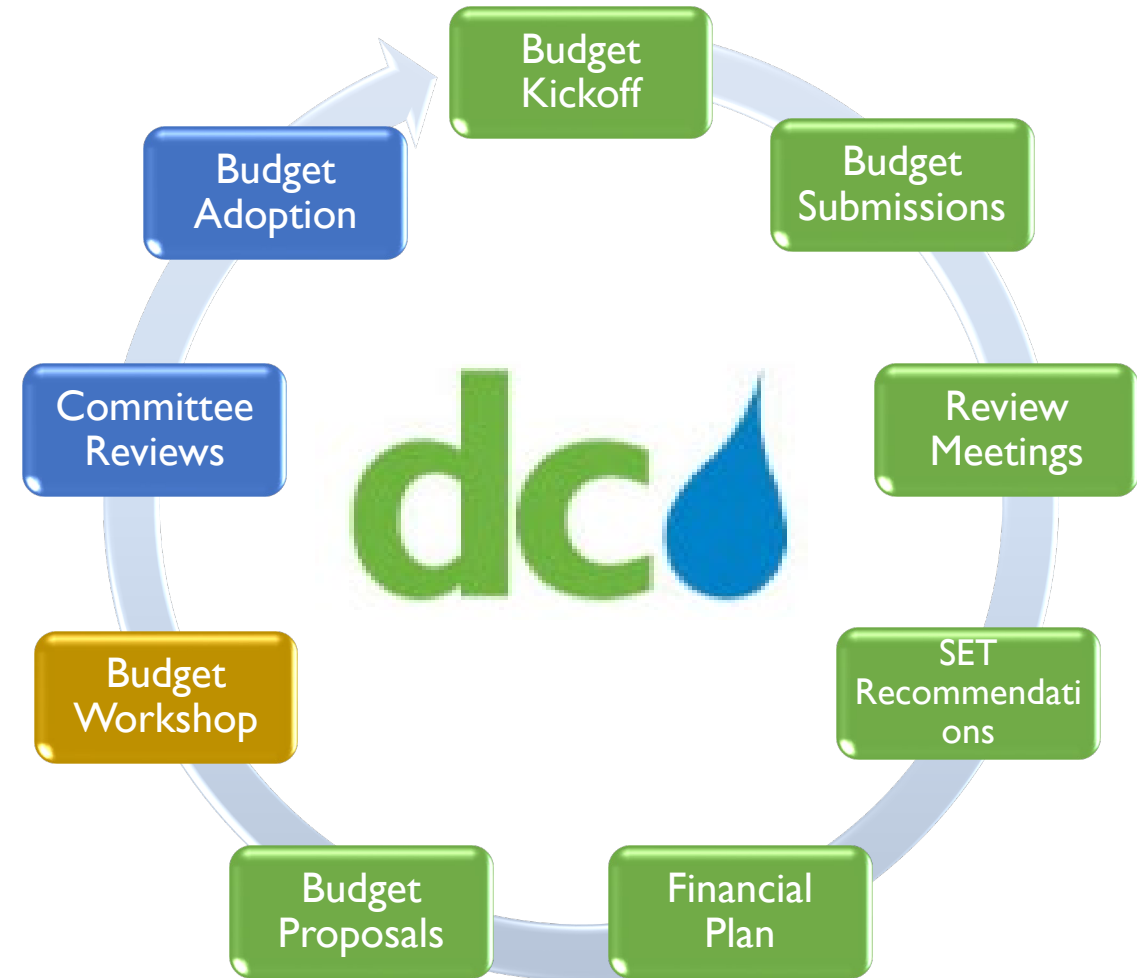 Budget
Kickoff
Budget
Submissions
Review
Meetings
SET
Recommendati
ons
Financial
Plan
Budget
Proposals
Budget
Workshop
Committee
Reviews
Budget
Adoption
dc